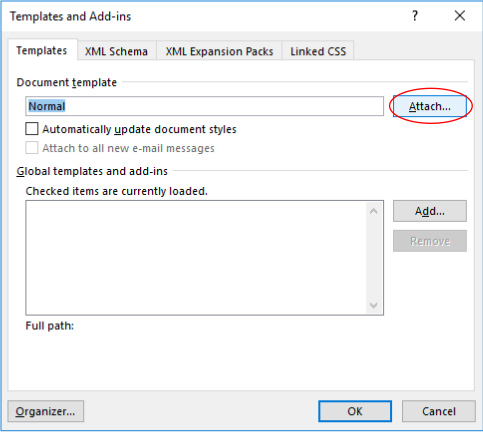 Templates and Add-ins ? ×
Templates XML Schema XML Expansion Packs Linked CSS
Document template
Normal Attach...
Automatically update document styles
Attach to all new e-mail messages
Global templates and add-ins
Checked items are currently loaded.
Add...
Remove
Full path:
Organizer... OK Cancel